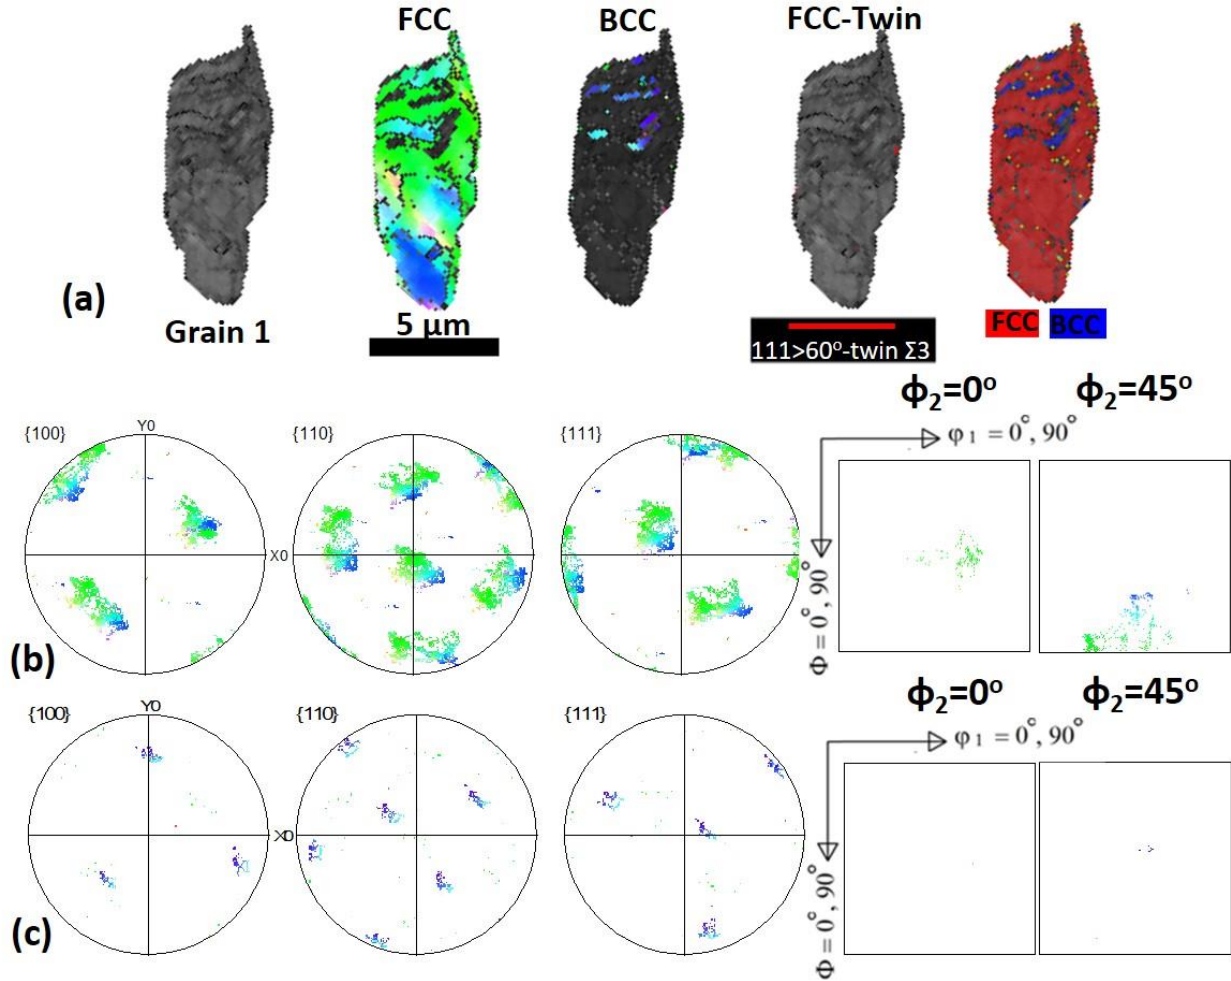 FCC BCC FCC-Twin
(a)
Grain 1 5 μm 111>60°-twin Σ3 FCC BCC
ϕ₂=0° ϕ₂=45°
{100} Y0 {110} {111} φ₁ = 0°, 90°
X0
Φ = 0°, 90°
(b)
ϕ₂=0° ϕ₂=45°
{100} Y0 {110} {111} φ₁ = 0°, 90°
X0
Φ = 0°, 90°
(c)